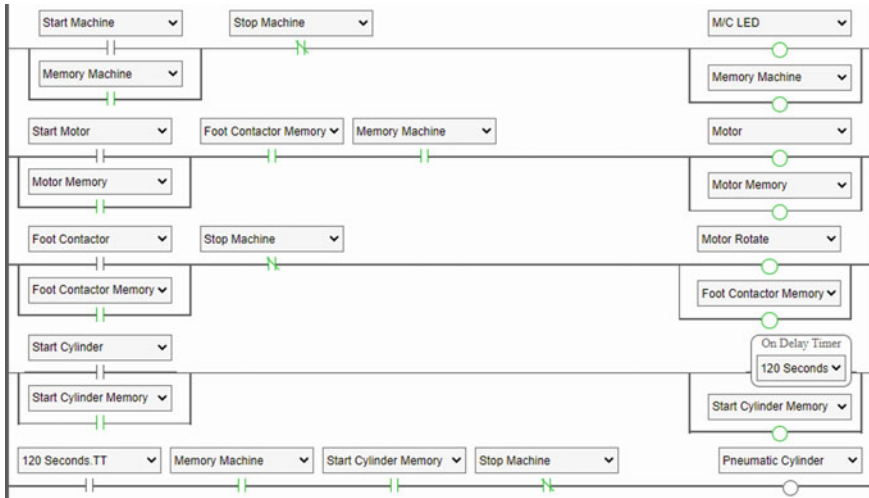 Start Machine Stop Machine M/C LED
Memory Machine Memory Machine
Start Motor Foot Contactor Memory Memory Machine Motor
Motor Memory Motor Memory
Foot Contactor Stop Machine Motor Rotate
Foot Contactor Memory Foot Contactor Memory
Start Cylinder On Delay Timer
120 Seconds
Start Cylinder Memory Start Cylinder Memory
120 Seconds.TT Memory Machine Start Cylinder Memory Stop Machine Pneumatic Cylinder